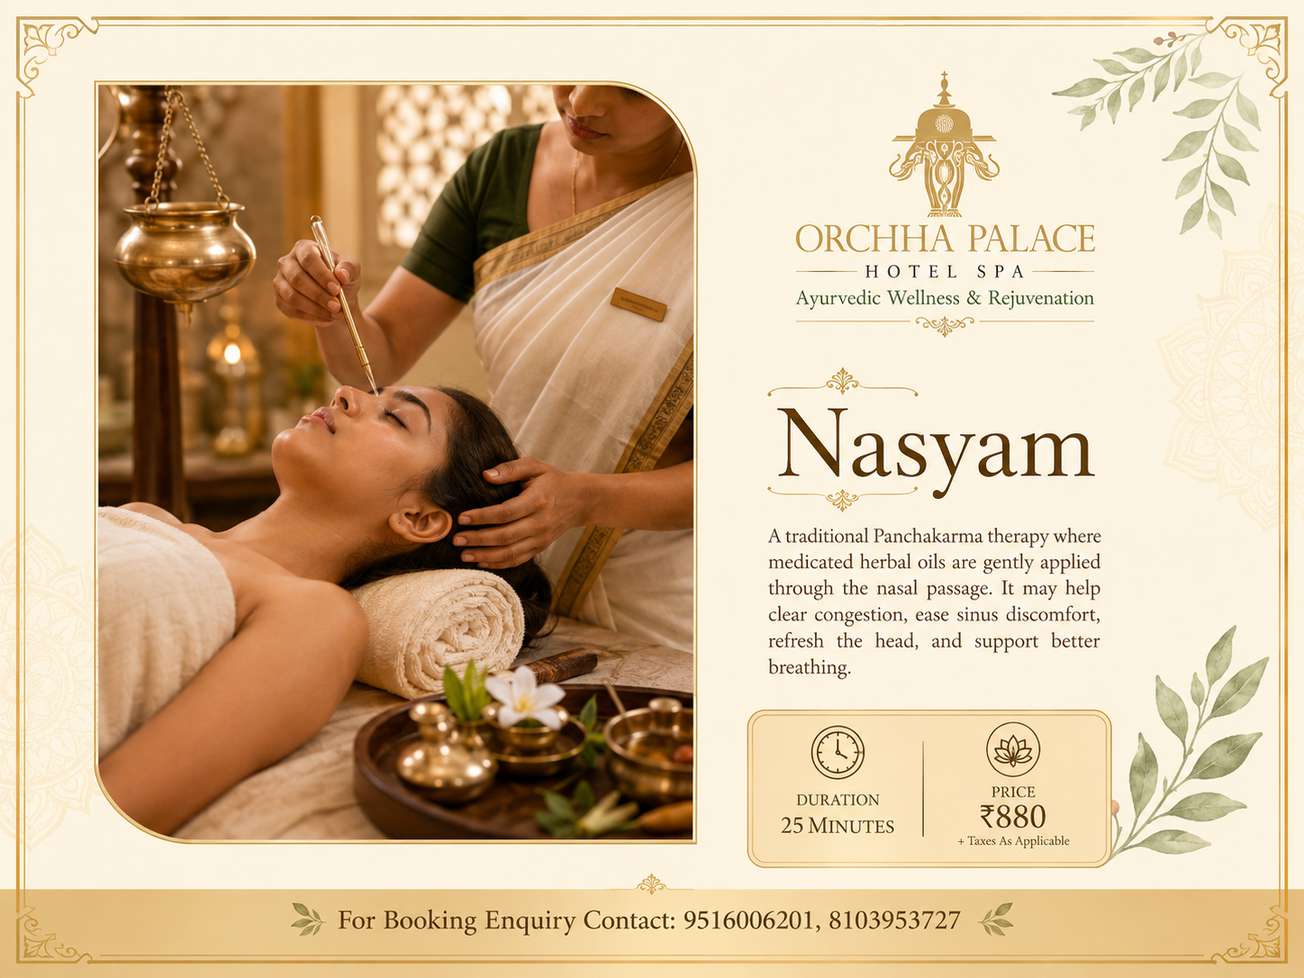 ORCHHA PALACE
HOTEL SPA
Ayurvedic Wellness & Rejuvenation
Nasyam
A traditional Panchakarma therapy where
medicated herbal oils are gently applied
through the nasal passage. It may help
clear congestion, ease sinus discomfort,
refresh the head, and support better
breathing.
DURATION
25 MINUTES
PRICE
₹880
+ Taxes As Applicable
For Booking Enquiry Contact: 9516006201, 8103953727